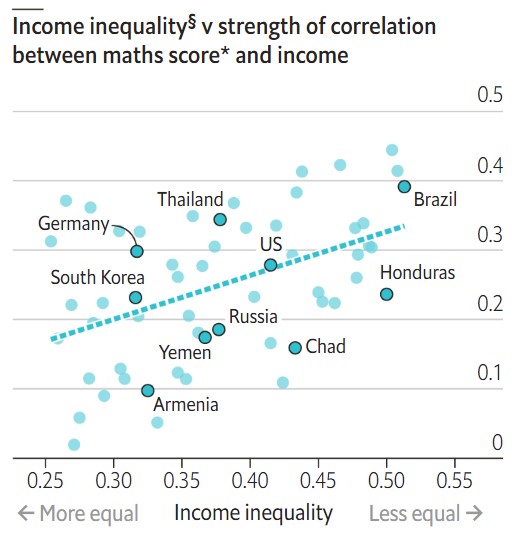 Income inequality§ v strength of correlation
between maths score* and income
0.5
0.4
0.3
0.2
0.1
0
Thailand
Brazil
Germany
US
South Korea
Honduras
Russia
Yemen
Chad
Armenia
0.25 0.30 0.35 0.40 0.45 0.50 0.55
← More equal Income inequality Less equal →